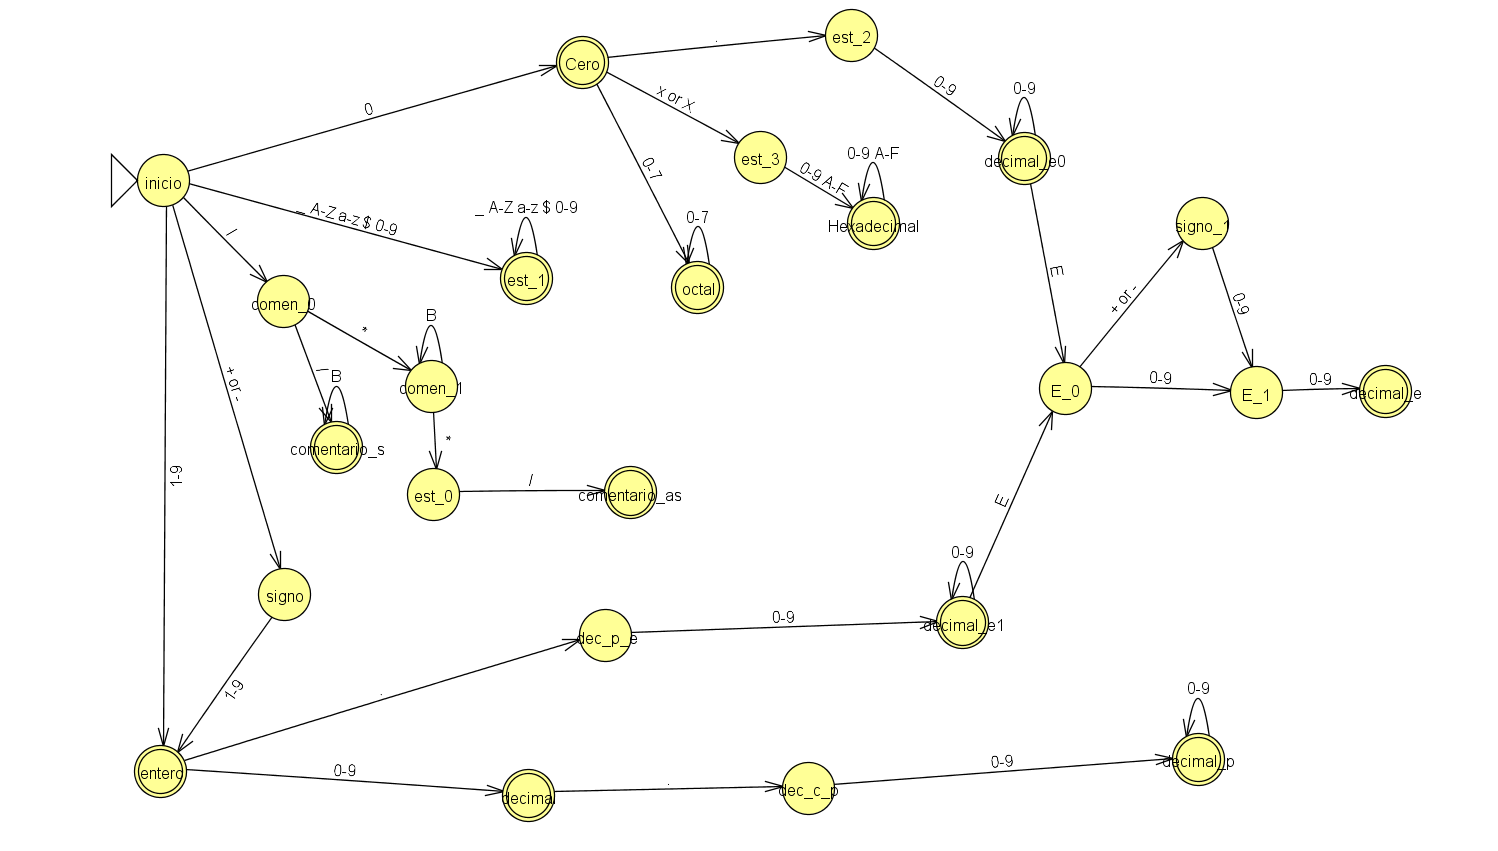 est_2
.
Cero
0-9
0-9
x or X
0
decimal_e0
0-9 A-F
est_3
0-7
0-9 A-F
inicio
_ A-Z a-z $ 0-9
_ A-Z a-z $ 0-9
0-7
Hexadecimal
signo_1
/
est_1
octal
E
comen_0
*
B
+ or -
0-9
/
B
comen_1
+ or -
0-9
0-9
E_0
E_1
decimal_e
comentario_s
*
1-9
est_0
/
comentario_as
E
0-9
signo
0-9
decimal_e1
dec_p_e
1-9
.
0-9
entero
0-9
decimal
.
dec_c_p
0-9
decimal_p